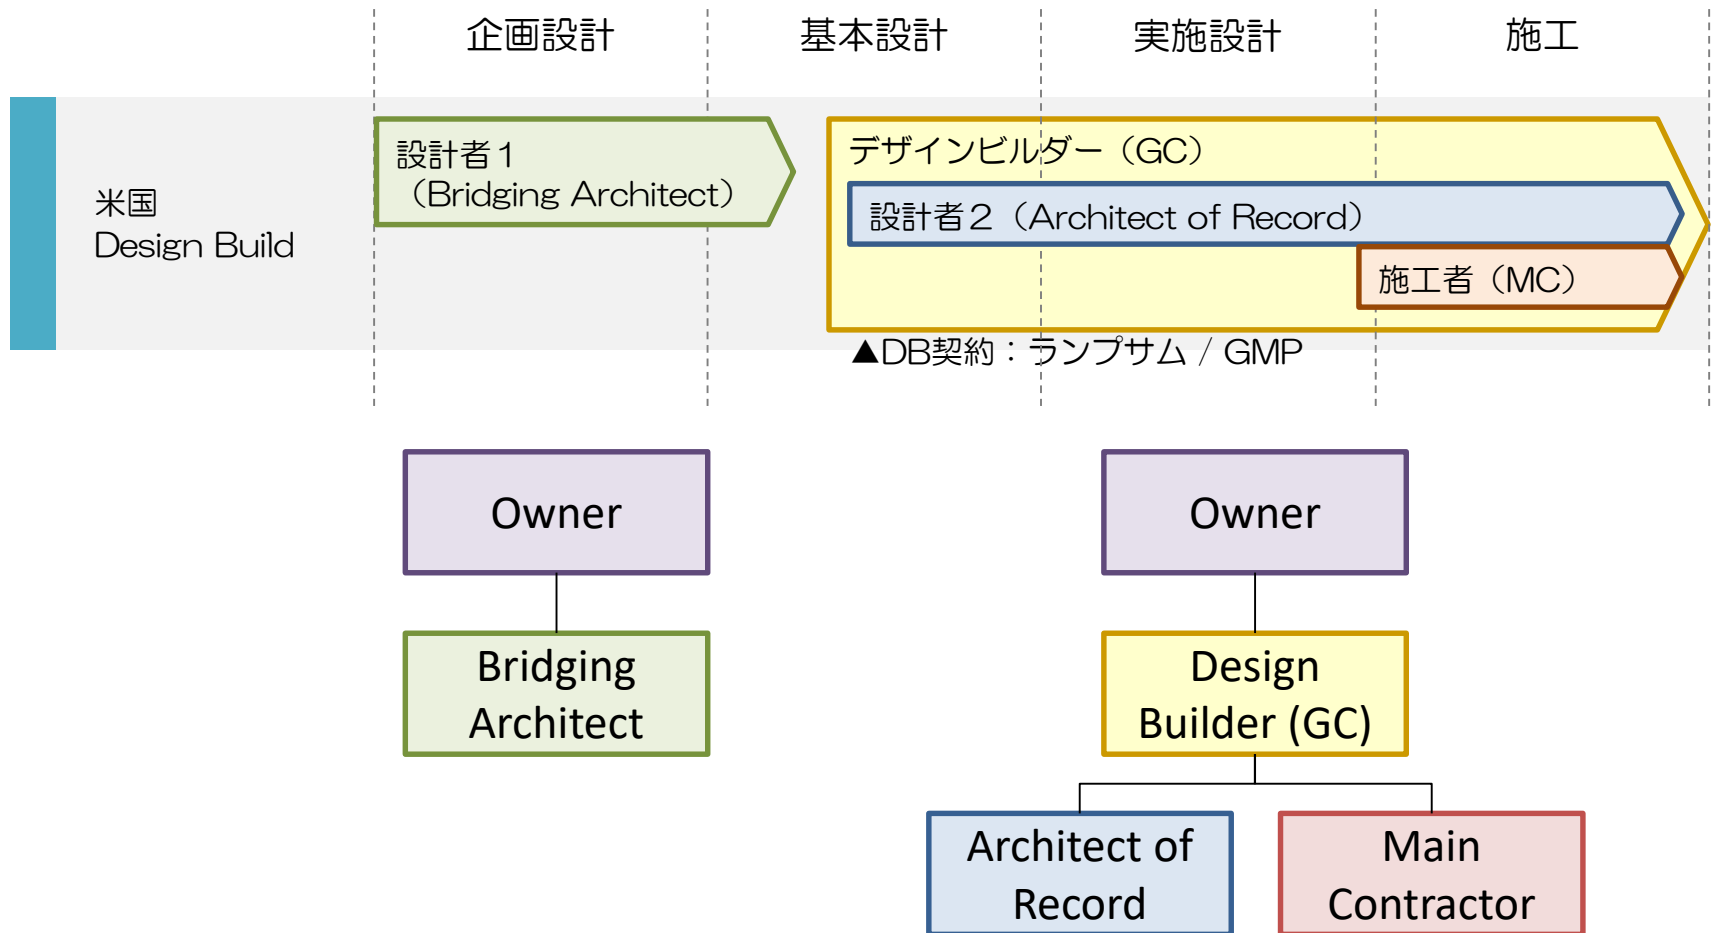 企画設計
基本設計
実施設計
施工
米国
Design Build
設計者１
（Bridging Architect）
デザインビルダー（GC）
設計者２（Architect of Record）
施工者（MC）
▲DB契約：ランプサム / GMP
Owner
Bridging
Architect
Owner
Design
Builder (GC)
Architect of
Record
Main
Contractor